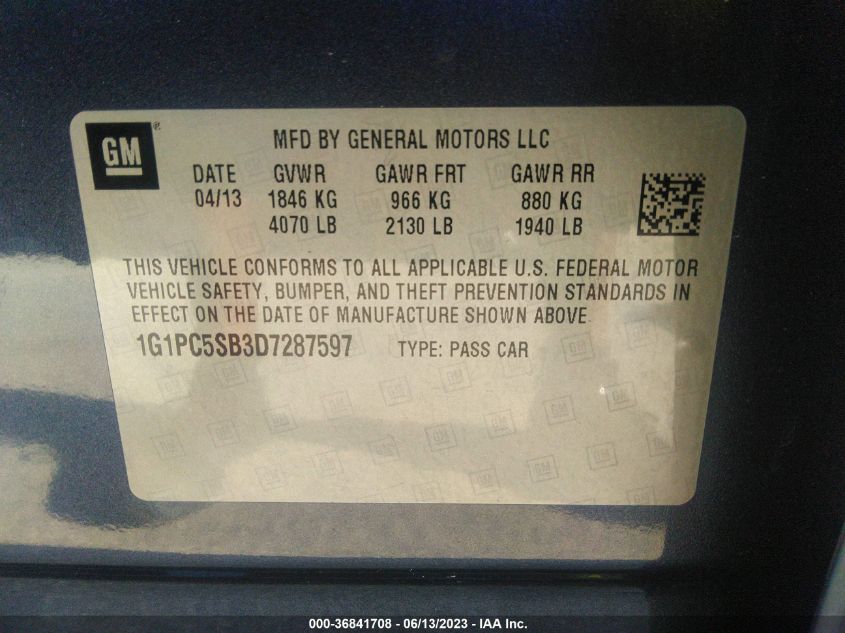 GM ®
MFD BY GENERAL MOTORS LLC
DATE GVWR GAWR FRT GAWR RR
04/13 1846 KG 966 KG 880 KG
4070 LB 2130 LB 1940 LB
THIS VEHICLE CONFORMS TO ALL APPLICABLE U.S. FEDERAL MOTOR
VEHICLE SAFETY, BUMPER, AND THEFT PREVENTION STANDARDS IN
EFFECT ON THE DATE OF MANUFACTURE SHOWN ABOVE.
1G1PC5SB3D7287597 TYPE: PASS CAR
000-36841708 - 06/13/2023 - IAA Inc.